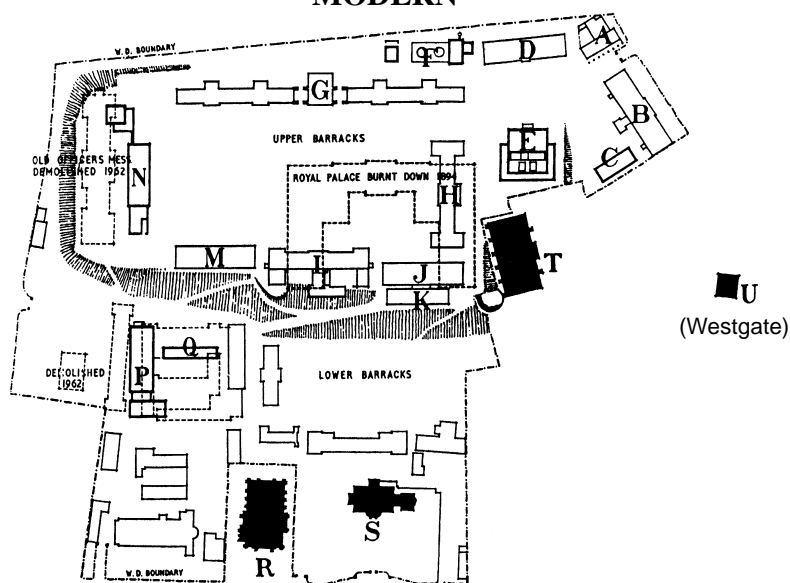 MODERN
W. D. BOUNDARY
F
D
A
G
B
UPPER BARRACKS
E
C
OLD OFFICERS MESS
DEMOLISHED 1962
N
ROYAL PALACE BURNT DOWN 1894
H
M
L
J
T
I
K
U
(Westgate)
Q
P
DEMOLISHED
1962
LOWER BARRACKS
R
S
W. D. BOUNDARY